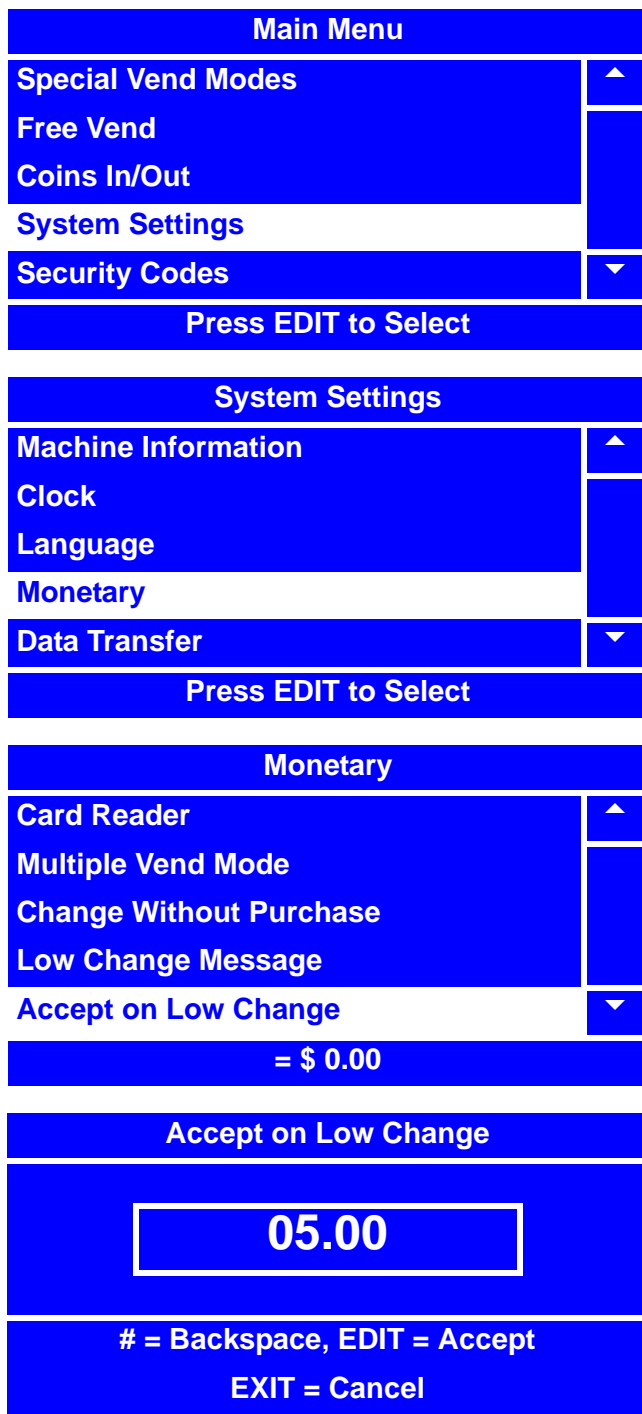 Main Menu
Special Vend Modes
Free Vend
Coins In/Out
System Settings
Security Codes
Press EDIT to Select
System Settings
Machine Information
Clock
Language
Monetary
Data Transfer
Press EDIT to Select
Monetary
Card Reader
Multiple Vend Mode
Change Without Purchase
Low Change Message
Accept on Low Change
= $ 0.00
Accept on Low Change
05.00
# = Backspace, EDIT = Accept
EXIT = Cancel